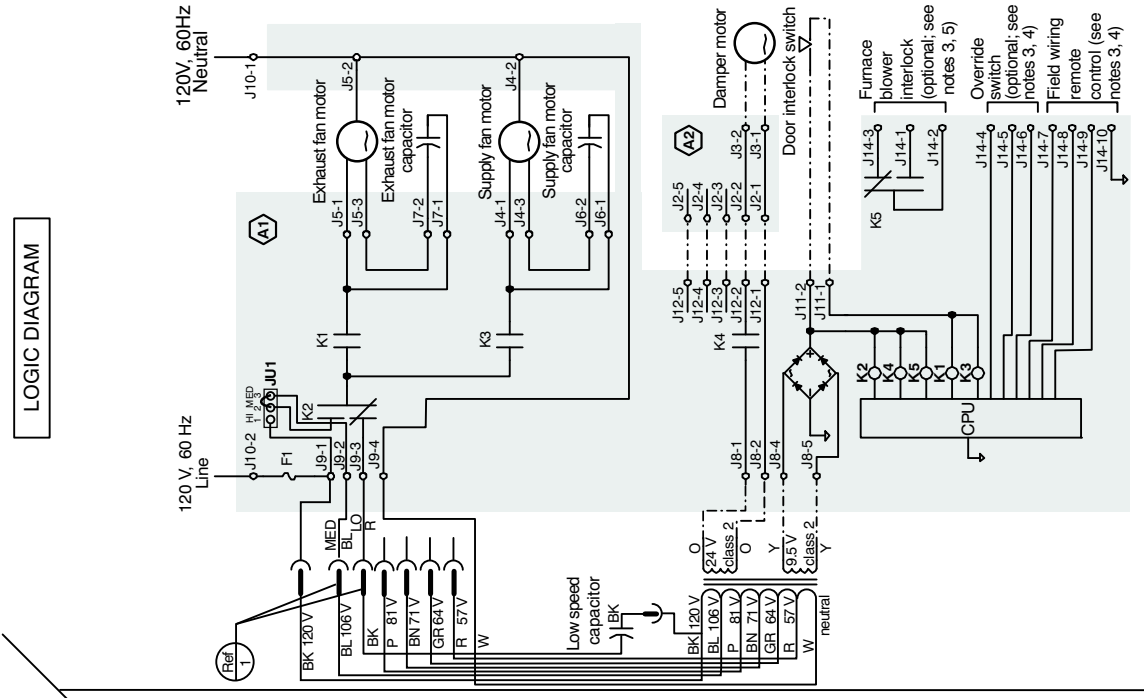 LOGIC DIAGRAM
120V, 60Hz
Neutral
J10-1
120 V, 60 Hz
Line
J10-2
F1
HI MED
1 2 3
JU1
J9-1
J9-2
J9-3
J9-4
K2
K1
K3
A1
J5-2
J4-2
Exhaust fan motor
J5-1
J5-3
Exhaust fan motor
capacitor
J7-2
J7-1
Supply fan motor
J4-1
J4-3
Supply fan motor
capacitor
J6-2
J6-1
Damper motor
A2
J3-2
J3-1
J2-5
J2-4
J2-3
J2-2
J2-1
J12-5
J12-4
J12-3
J12-2
J12-1
K4
Door interlock switch
J11-2
J11-1
J8-1
J8-2
J8-4
J8-5
K2
K4
K5
K1
K3
CPU
Furnace
blower
interlock
(optional; see
notes 3, 5)
J14-3
J14-1
J14-2
K5
Override
switch
(optional; see
notes 3, 4)
J14-4
J14-5
J14-6
Field wiring
remote
control (see
notes 3, 4)
J14-7
J14-8
J14-9
J14-10
MED
BL
LO
R
Ref
1
BK 120 V
BL 106 V
BK
P 81 V
BN 71 V
GR 64 V
R 57 V
W
Low speed
capacitor
BK
BK 120 V
BL 106 V
P 81 V
BN 71 V
GR 64 V
R 57 V
W
neutral
O
24 V
class 2
O
Y
9.5 V
class 2
Y